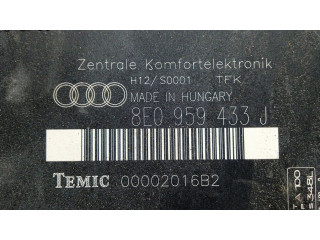 Zentrale Komfortelektronik
H12/S0001 TFK
MADE IN HUNGARY
8E0 959 433 J
TEMIC 00002016B2